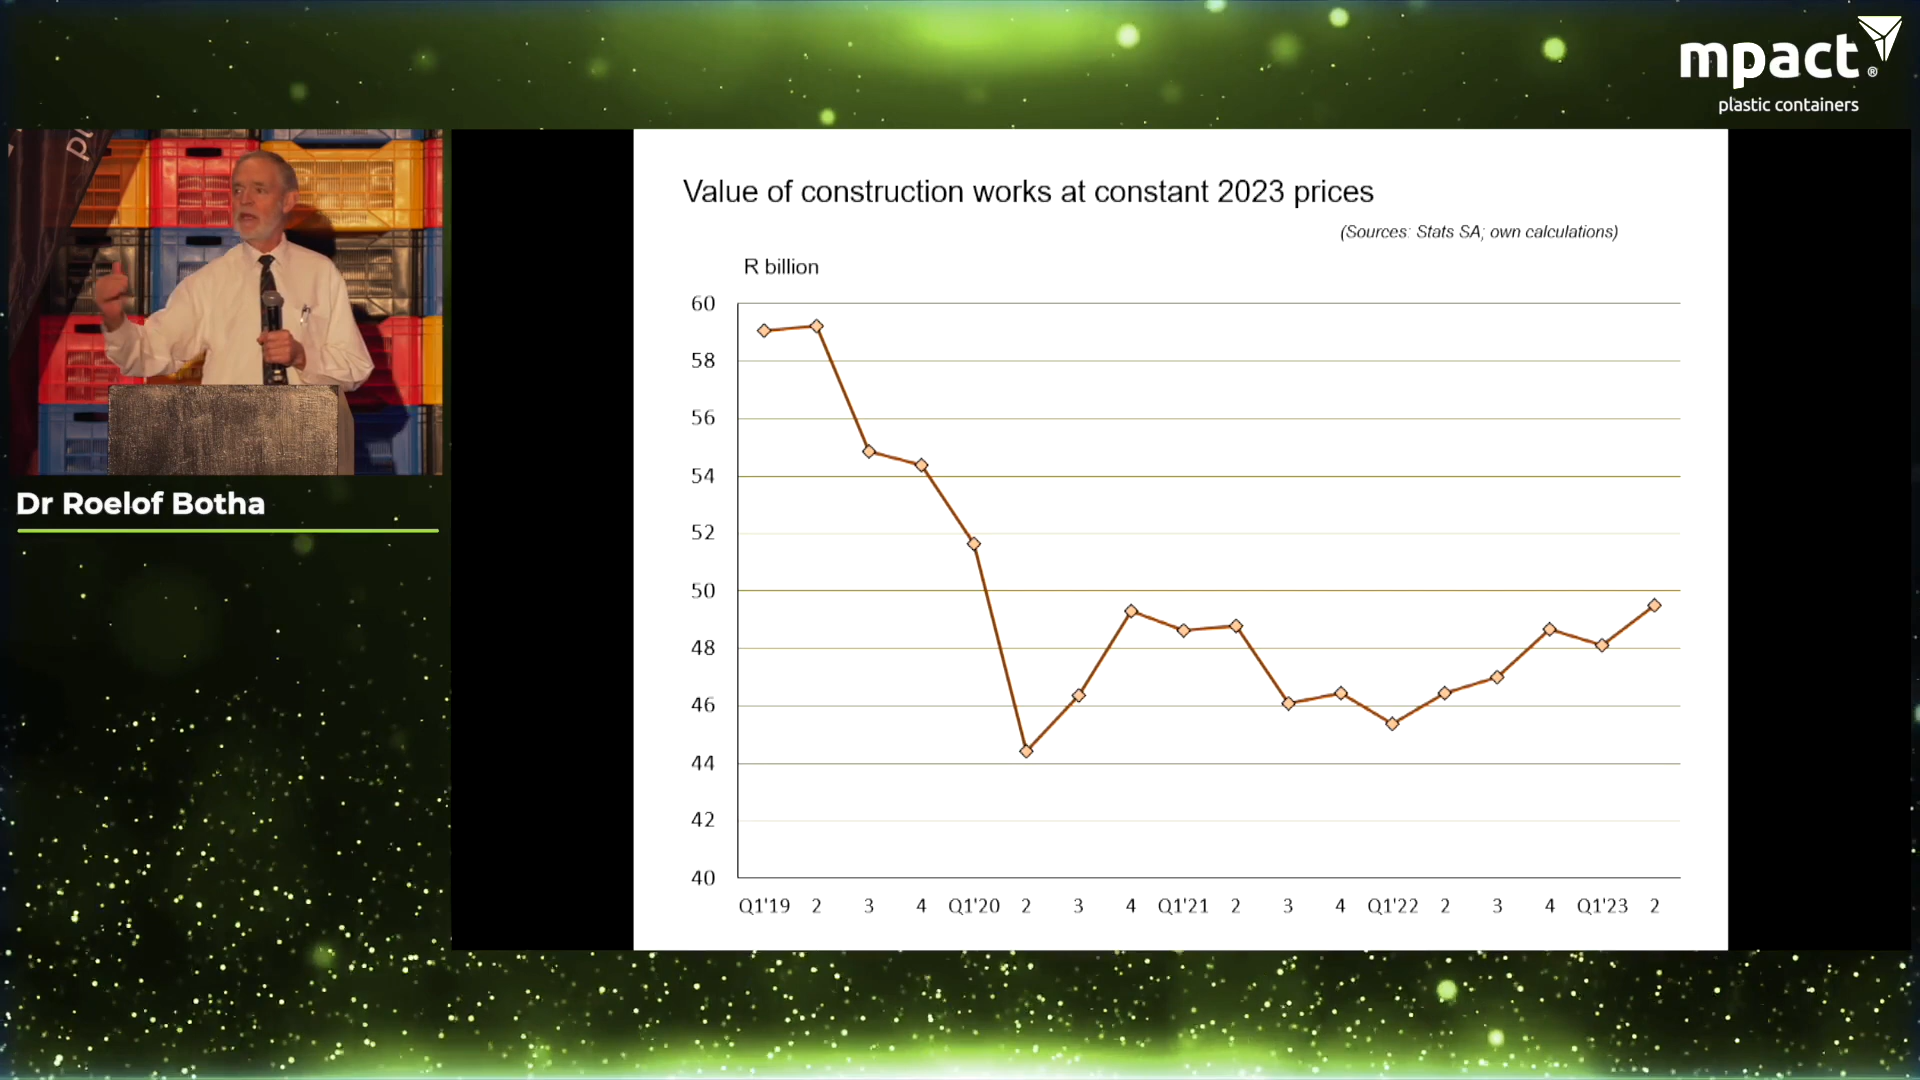 mpact®
plastic containers
pl
Dr Roelof Botha
Value of construction works at constant 2023 prices
(Sources: Stats SA; own calculations)
R billion
60
58
56
54
52
50
48
46
44
42
40
Q1'19 2 3 4 Q1'20 2 3 4 Q1'21 2 3 4 Q1'22 2 3 4 Q1'23 2